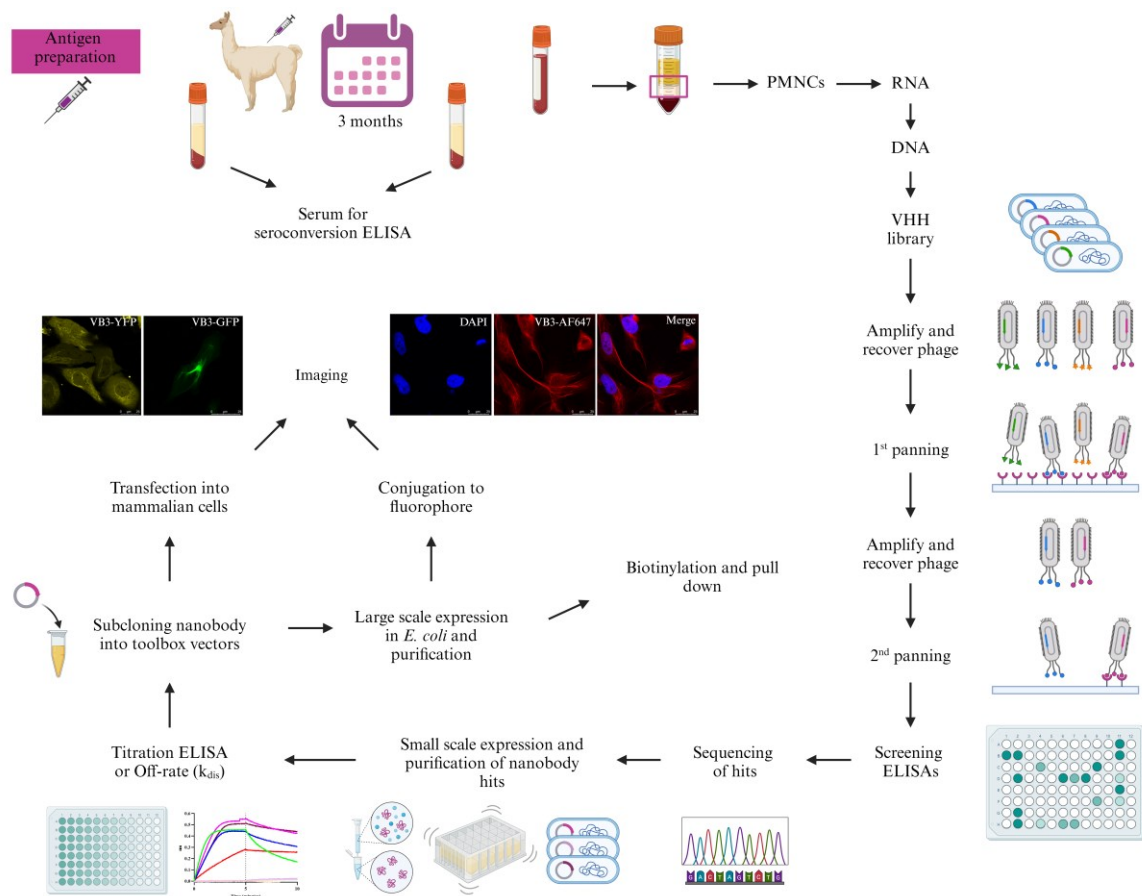 Antigen
preparation
3 months
PMNCs
RNA
DNA
VHH
library
Serum for
seroconversion ELISA
Amplify and
recover phage
1st panning
Amplify and
recover phage
2nd panning
Screening
ELISAs
Sequencing
of hits
G A C T A G T C T G
Small scale expression and
purification of nanobody
hits
Titration ELISA
or Off-rate (kdis)
Subcloning nanobody
into toolbox vectors
Large scale expression
in E. coli and
purification
Biotinylation and pull
down
Transfection into
mammalian cells
Conjugation to
fluorophore
Imaging
VB3-YFP
VB3-GFP
DAPI
VB3-AF647
Merge